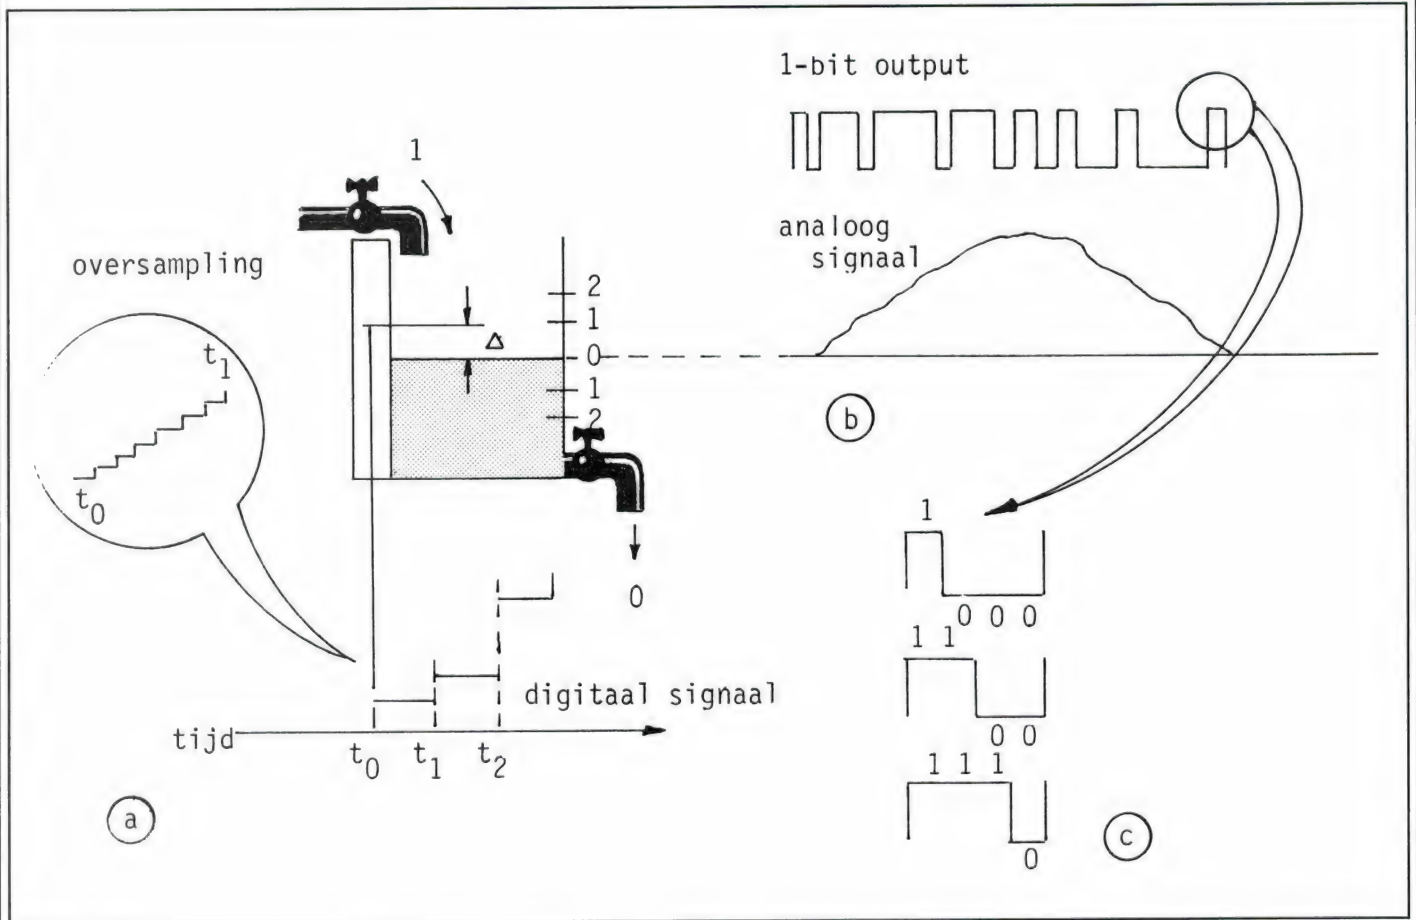 1-bit output
1
analoog
signaal
oversampling
2
1
Δ
0
1
2
t1
t0
b
1
0
0 0 0
1 1
digitaal signaal
0 0
tijd
t0 t1 t2
1 1 1
a
c
0